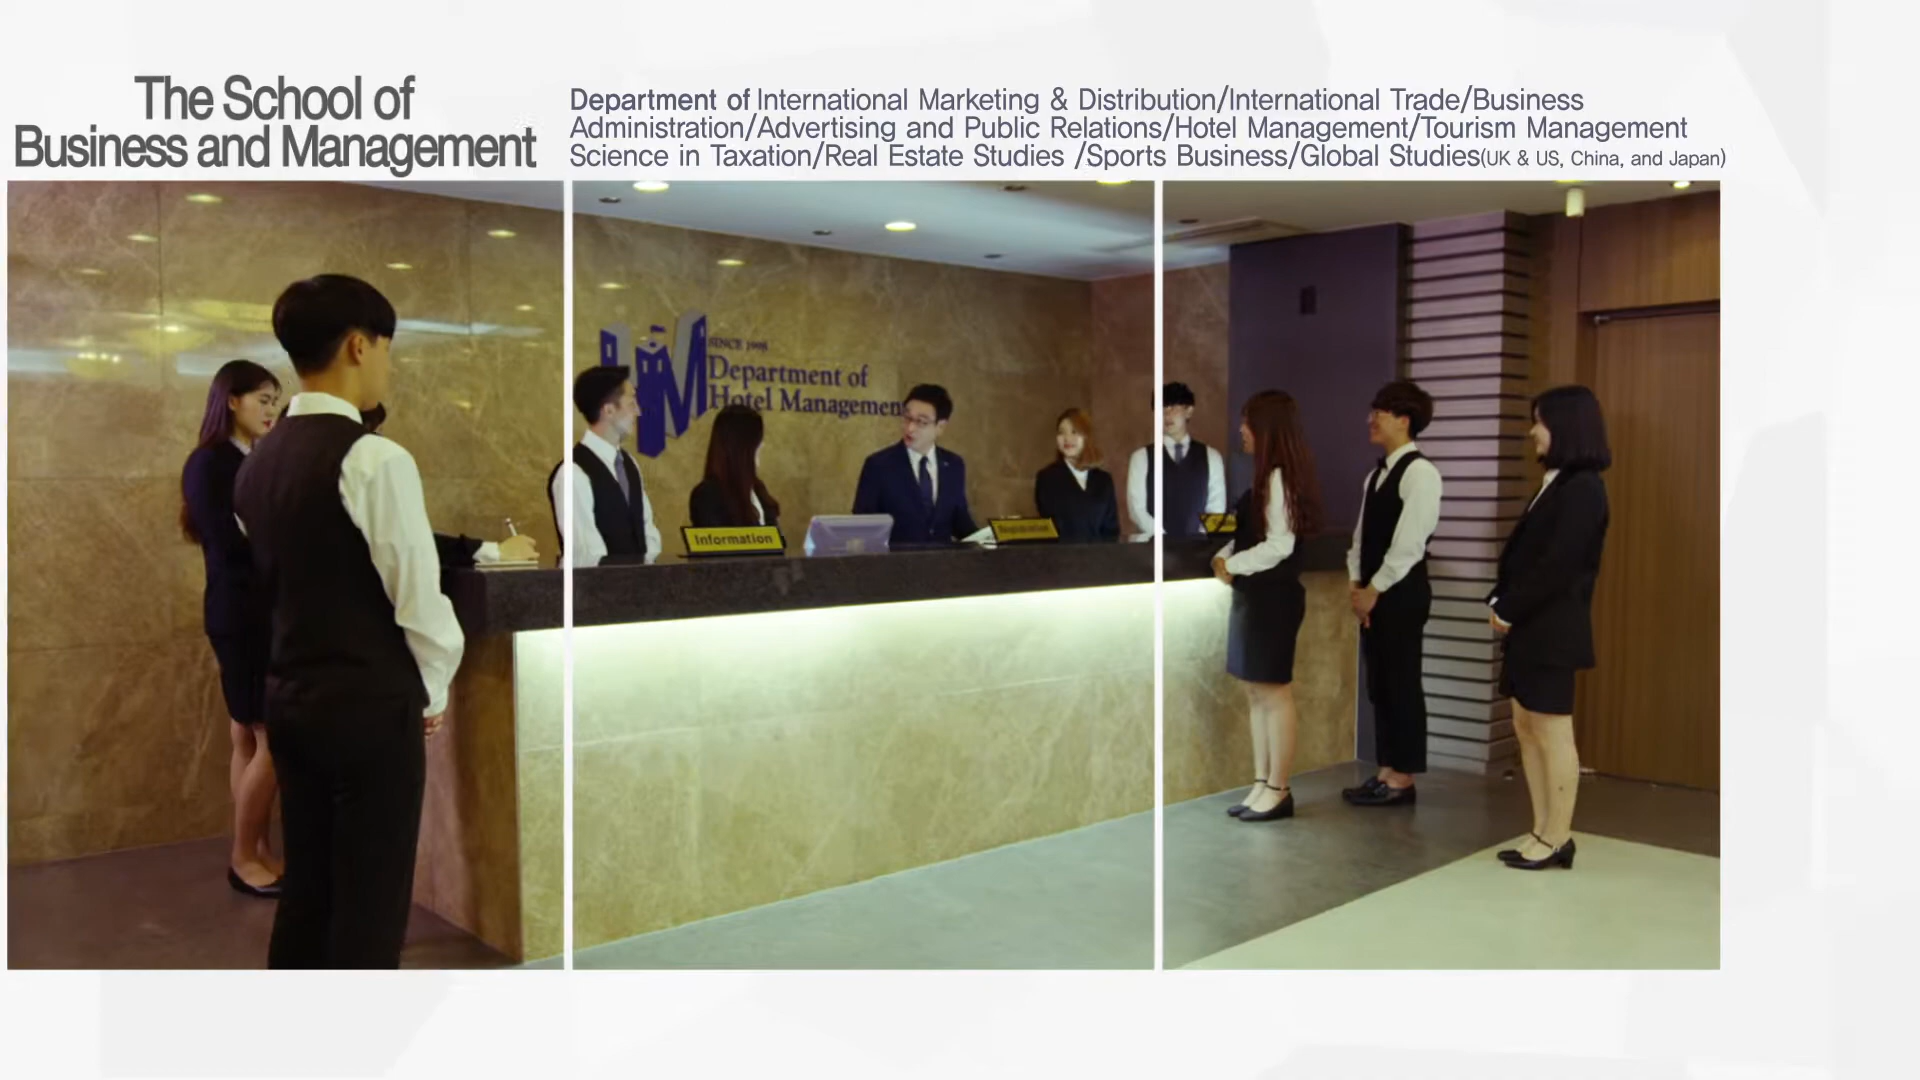 The School of
Business and Management
Department of International Marketing & Distribution/International Trade/Business
Administration/Advertising and Public Relations/Hotel Management/Tourism Management
Science in Taxation/Real Estate Studies /Sports Business/Global Studies(UK & US, China, and Japan)
SINCE 1998
Department of
Hotel Managemen
Information
Registration